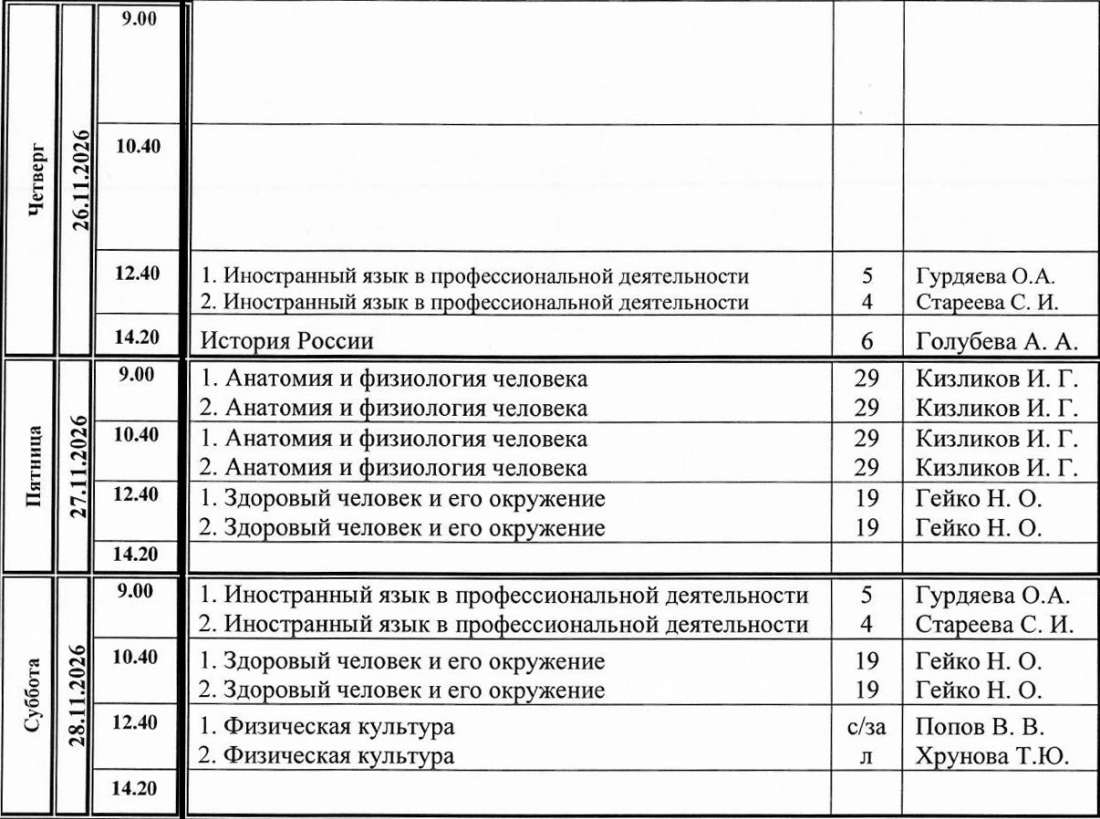 Четверг
26.11.2026
9.00
10.40
12.40
1. Иностранный язык в профессиональной деятельности 5 Гурдяева О.А.
2. Иностранный язык в профессиональной деятельности 4 Стареева С. И.
14.20 История России 6 Голубева А. А.
Пятница
27.11.2026
9.00
1. Анатомия и физиология человека 29 Кизликов И. Г.
2. Анатомия и физиология человека 29 Кизликов И. Г.
10.40
1. Анатомия и физиология человека 29 Кизликов И. Г.
2. Анатомия и физиология человека 29 Кизликов И. Г.
12.40
1. Здоровый человек и его окружение 19 Гейко Н. О.
2. Здоровый человек и его окружение 19 Гейко Н. О.
14.20
Суббота
28.11.2026
9.00
1. Иностранный язык в профессиональной деятельности 5 Гурдяева О.А.
2. Иностранный язык в профессиональной деятельности 4 Стареева С. И.
10.40
1. Здоровый человек и его окружение 19 Гейко Н. О.
2. Здоровый человек и его окружение 19 Гейко Н. О.
12.40
1. Физическая культура с/за Попов В. В.
2. Физическая культура л Хрунова Т.Ю.
14.20